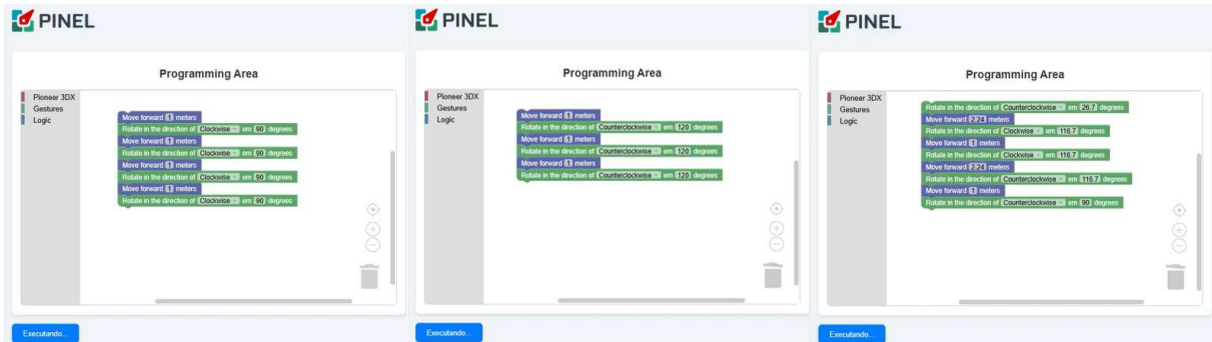 PINEL
Programming Area
Pioneer 3DX
Gestures
Logic
Move forward 1 meters
Rotate in the direction of Clockwise em 90 degrees
Move forward 1 meters
Rotate in the direction of Clockwise em 90 degrees
Move forward 1 meters
Rotate in the direction of Clockwise em 90 degrees
Move forward 1 meters
Rotate in the direction of Clockwise em 90 degrees
Executando...
PINEL
Programming Area
Pioneer 3DX
Gestures
Logic
Move forward 1 meters
Rotate in the direction of Counterclockwise em 120 degrees
Move forward 1 meters
Rotate in the direction of Counterclockwise em 120 degrees
Move forward 1 meters
Rotate in the direction of Counterclockwise em 120 degrees
Executando...
PINEL
Programming Area
Pioneer 3DX
Gestures
Logic
Rotate in the direction of Counterclockwise em 26.7 degrees
Move forward 2.24 meters
Rotate in the direction of Clockwise em 116.7 degrees
Move forward 1 meters
Rotate in the direction of Clockwise em 116.7 degrees
Move forward 2.24 meters
Rotate in the direction of Counterclockwise em 116.7 degrees
Move forward 1 meters
Rotate in the direction of Counterclockwise em 90 degrees
Executando...